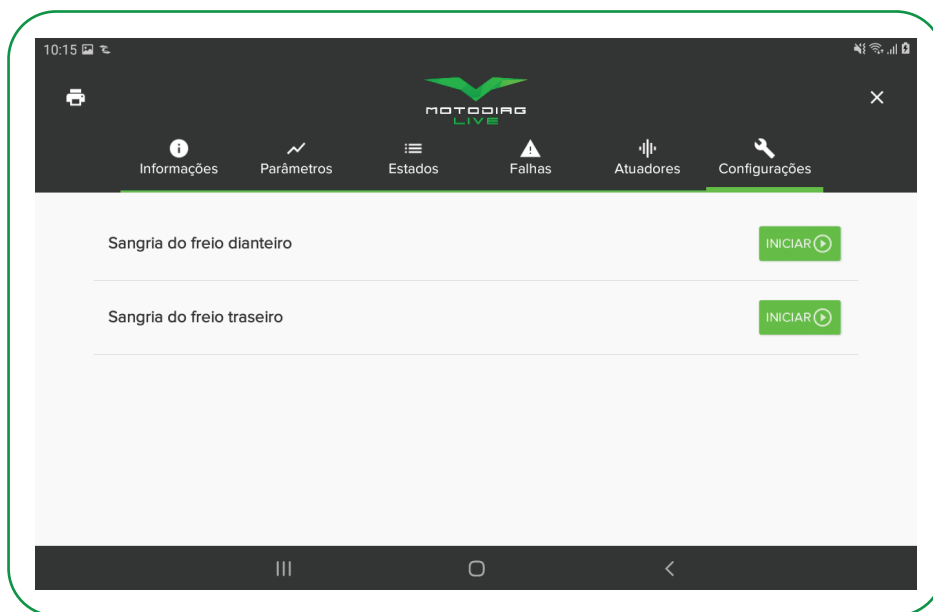 10:15
MOTODIAG
LIVE
Informações Parâmetros Estados Falhas Atuadores Configurações
Sangria do freio dianteiro INICIAR
Sangria do freio traseiro INICIAR